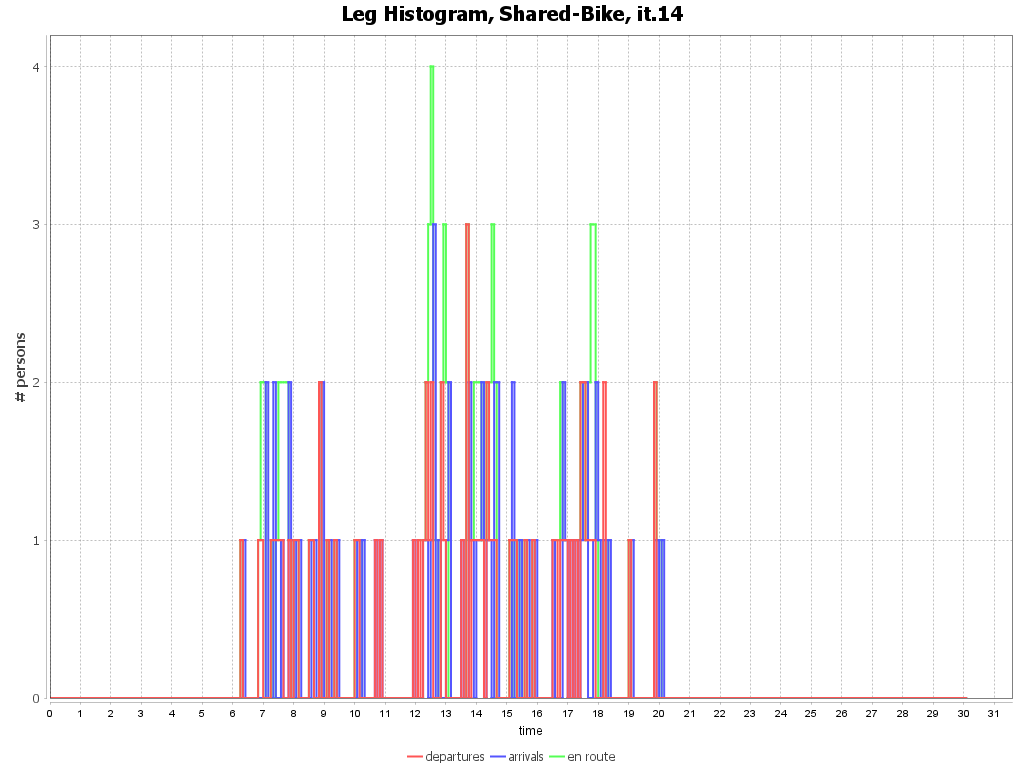 Leg Histogram, Shared-Bike, it.14
4
3
2
1
0
# persons
0 1 2 3 4 5 6 7 8 9 10 11 12 13 14 15 16 17 18 19 20 21 22 23 24 25 26 27 28 29 30 31
time
departures arrivals en route